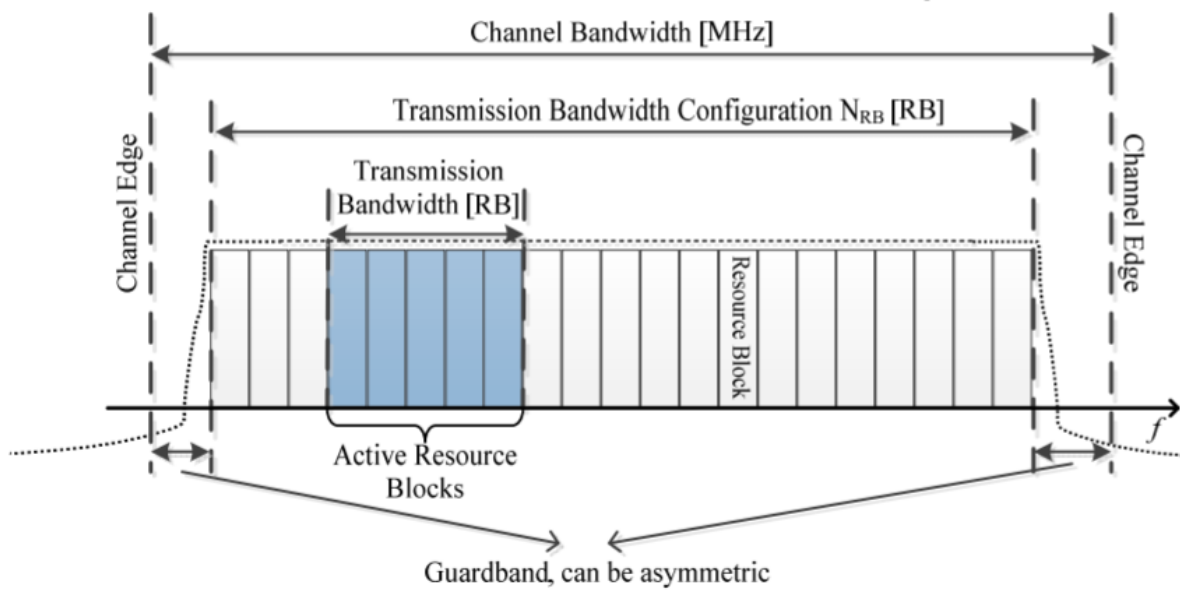 Channel Bandwidth [MHz]
Transmission Bandwidth Configuration NRB [RB]
Channel Edge
Transmission
Bandwidth [RB]
Channel Edge
Resource Block
f
Active Resource
Blocks
Guardband, can be asymmetric